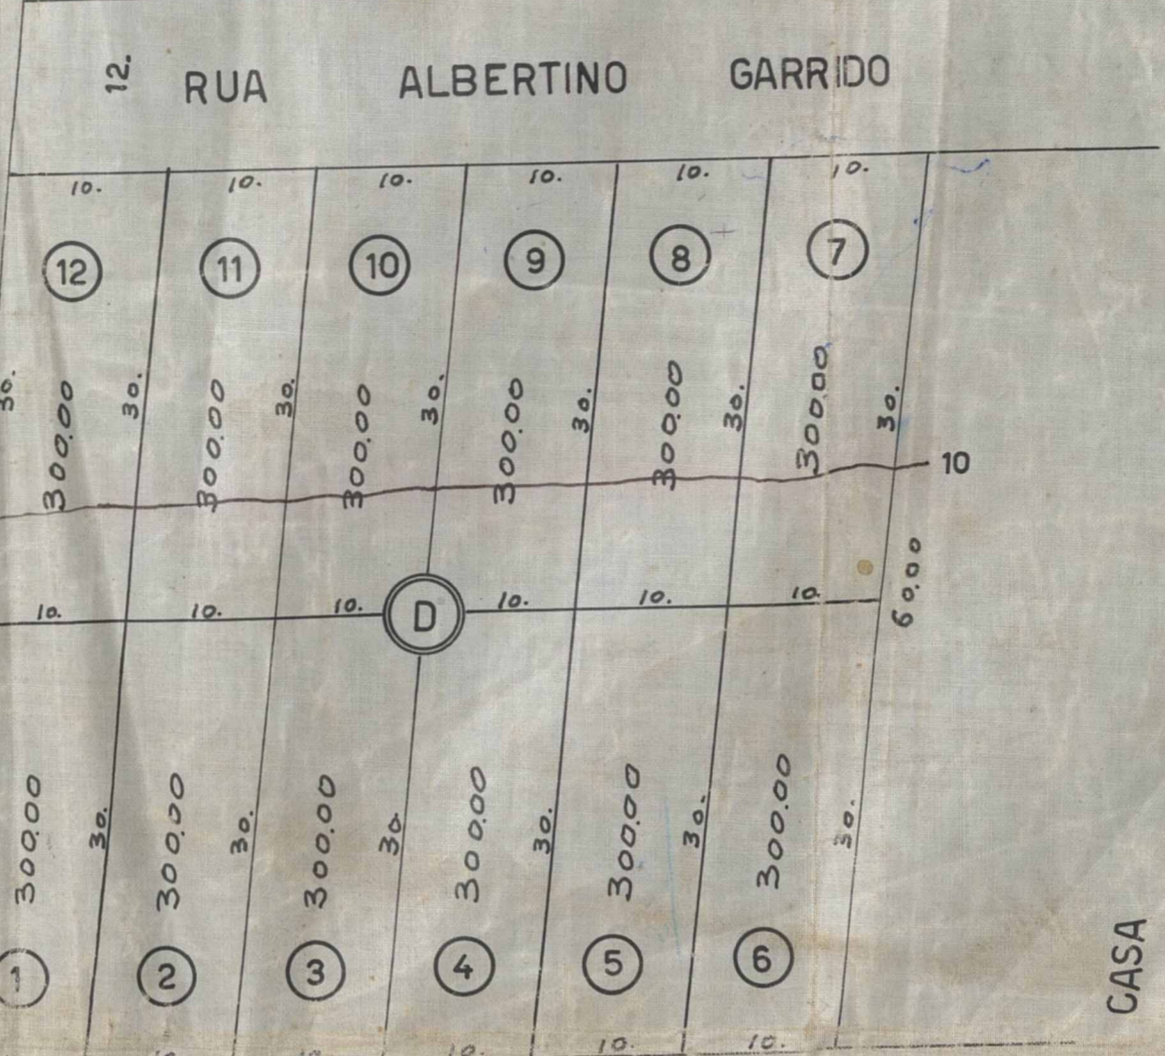 12. RUA ALBERTINO GARRIDO
10. 10. 10. 10. 10. 10.
12 11 10 9 8 7
30. 300.00 30. 300.00 30. 300.00 30. 300.00 30. 300.00 30. 300.00 30.
10
60.00
10. 10. 10. D 10. 10. 10.
300.00 30. 300.00 30. 300.00 30. 300.00 30. 300.00 30. 300.00 30.
1 2 3 4 5 6
CASA
10. 10. 10.